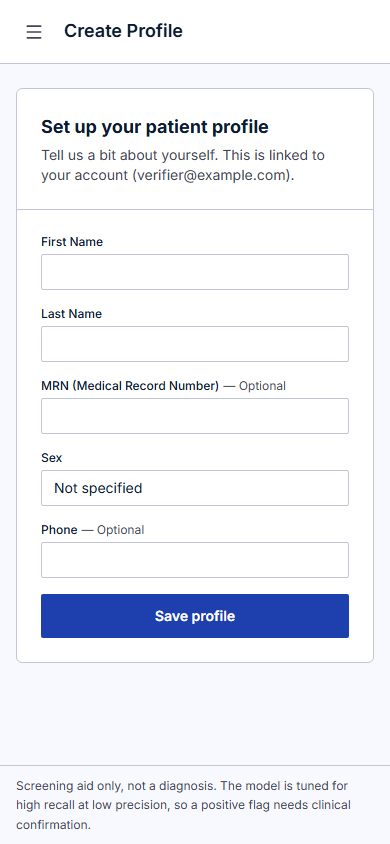 Create Profile
Set up your patient profile
Tell us a bit about yourself. This is linked to
your account (verifier@example.com).
First Name
Last Name
MRN (Medical Record Number) — Optional
Sex
Not specified
Phone — Optional
Save profile
Screening aid only, not a diagnosis. The model is tuned for
high recall at low precision, so a positive flag needs clinical
confirmation.